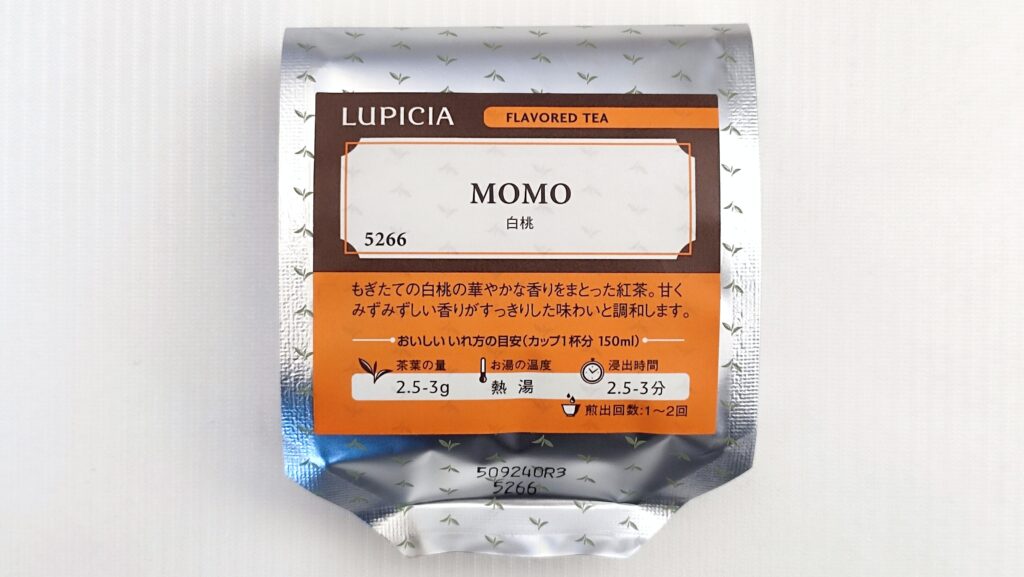 LUPICIA
FLAVORED TEA
MOMO
白桃
5266
もぎたての白桃の華やかな香りをまとった紅茶。甘く
みずみずしい香りがすっきりした味わいと調和します。
おいしいいれ方の目安(カップ1杯分 150ml)
茶葉の量
2.5-3g
お湯の温度
熱湯
浸出時間
2.5-3分
煎出回数:1~2回
509240R3
5266